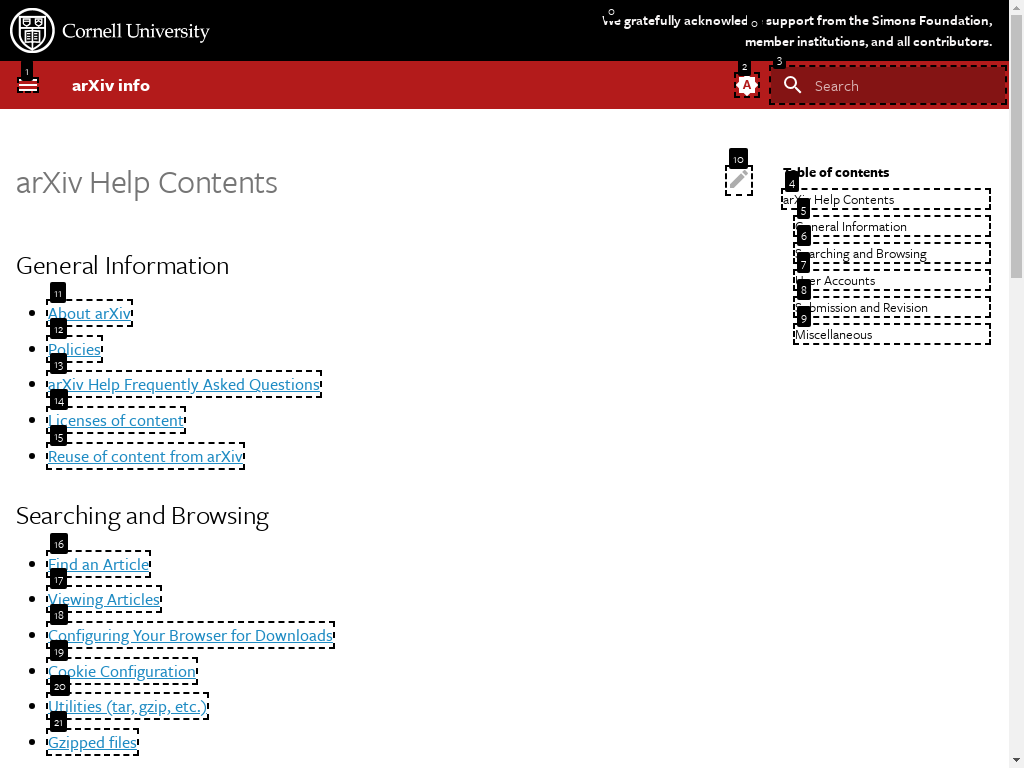 Cornell University
We gratefully acknowledge support from the Simons Foundation,
member institutions, and all contributors.
0
0
1
arXiv info
2
3
Search
10
arXiv Help Contents
Table of contents
4
arXiv Help Contents
5
General Information
6
Searching and Browsing
7
User Accounts
8
Submission and Revision
9
Miscellaneous
General Information
11
About arXiv
12
Policies
13
arXiv Help Frequently Asked Questions
14
Licenses of content
15
Reuse of content from arXiv
Searching and Browsing
16
Find an Article
17
Viewing Articles
18
Configuring Your Browser for Downloads
19
Cookie Configuration
20
Utilities (tar, gzip, etc.)
21
Gzipped files